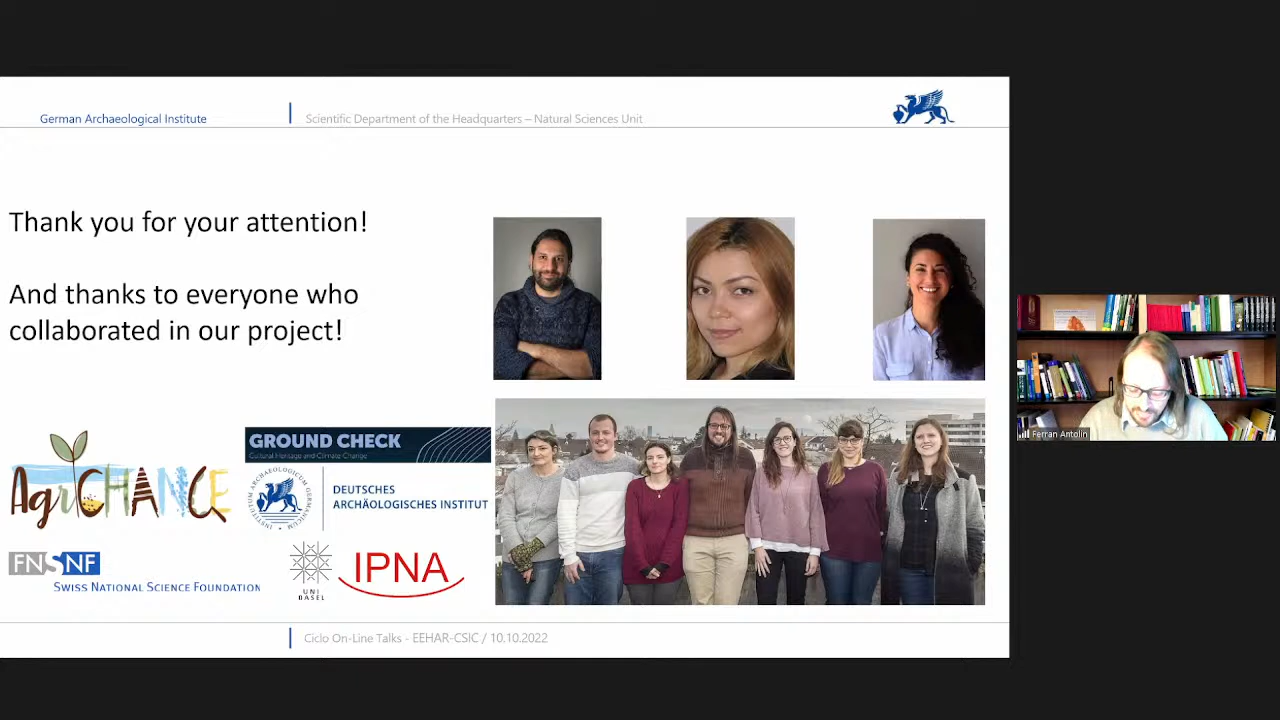 German Archaeological Institute
Scientific Department of the Headquarters – Natural Sciences Unit
Thank you for your attention!
And thanks to everyone who
collaborated in our project!
AgriCHANGE
GROUND CHECK
Cultural Heritage and Climate Change
DEUTSCHES
ARCHÄOLOGISCHES INSTITUT
FNSNF
SWISS NATIONAL SCIENCE FOUNDATION
UNI
BASEL
IPNA
Ciclo On-Line Talks - EEHAR-CSIC / 10.10.2022
Ferran Antolín